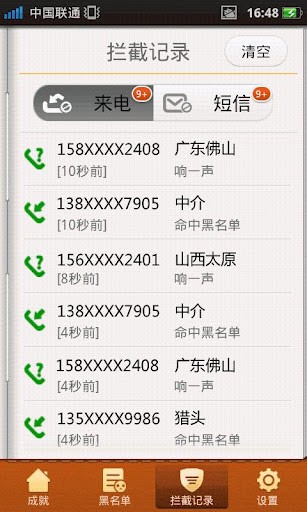 中国联通 16:48
拦截记录 清空
来电 9+ 短信 9+
158XXXX2408 广东佛山
[10秒前] 响一声
138XXXX7905 中介
[10秒前] 命中黑名单
156XXXX2401 山西太原
[8秒前] 响一声
138XXXX7905 中介
[4秒前] 命中黑名单
158XXXX2408 广东佛山
[4秒前] 响一声
135XXXX9986 猎头
[4秒前] 命中黑名单
成就 黑名单 拦截记录 设置